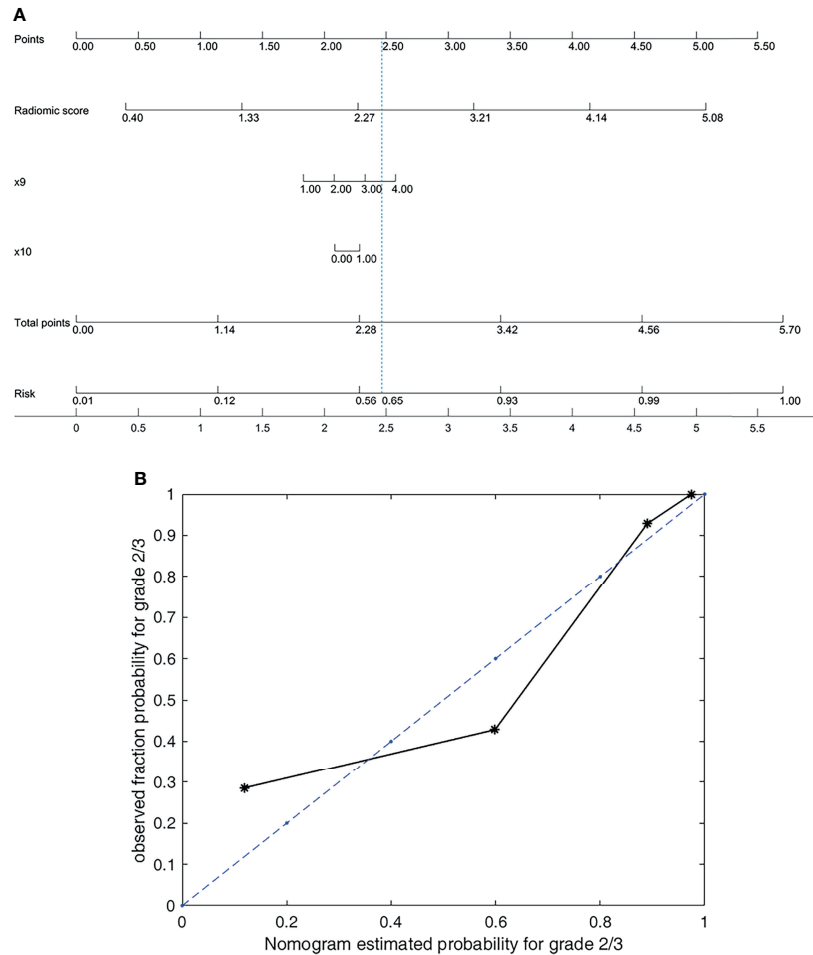 A
Points
0.00 0.50 1.00 1.50 2.00 2.50 3.00 3.50 4.00 4.50 5.00 5.50
Radiomic score
0.40 1.33 2.27 3.21 4.14 5.08
x9
1.00 2.00 3.00 4.00
x10
0.00 1.00
Total points
0.00 1.14 2.28 3.42 4.56 5.70
Risk
0.01 0.12 0.56 0.65 0.93 0.99 1.00
0 0.5 1 1.5 2 2.5 3 3.5 4 4.5 5 5.5
B
observed fraction probability for grade 2/3
1
0.9
0.8
0.7
0.6
0.5
0.4
0.3
0.2
0.1
0
0 0.2 0.4 0.6 0.8 1
Nomogram estimated probability for grade 2/3